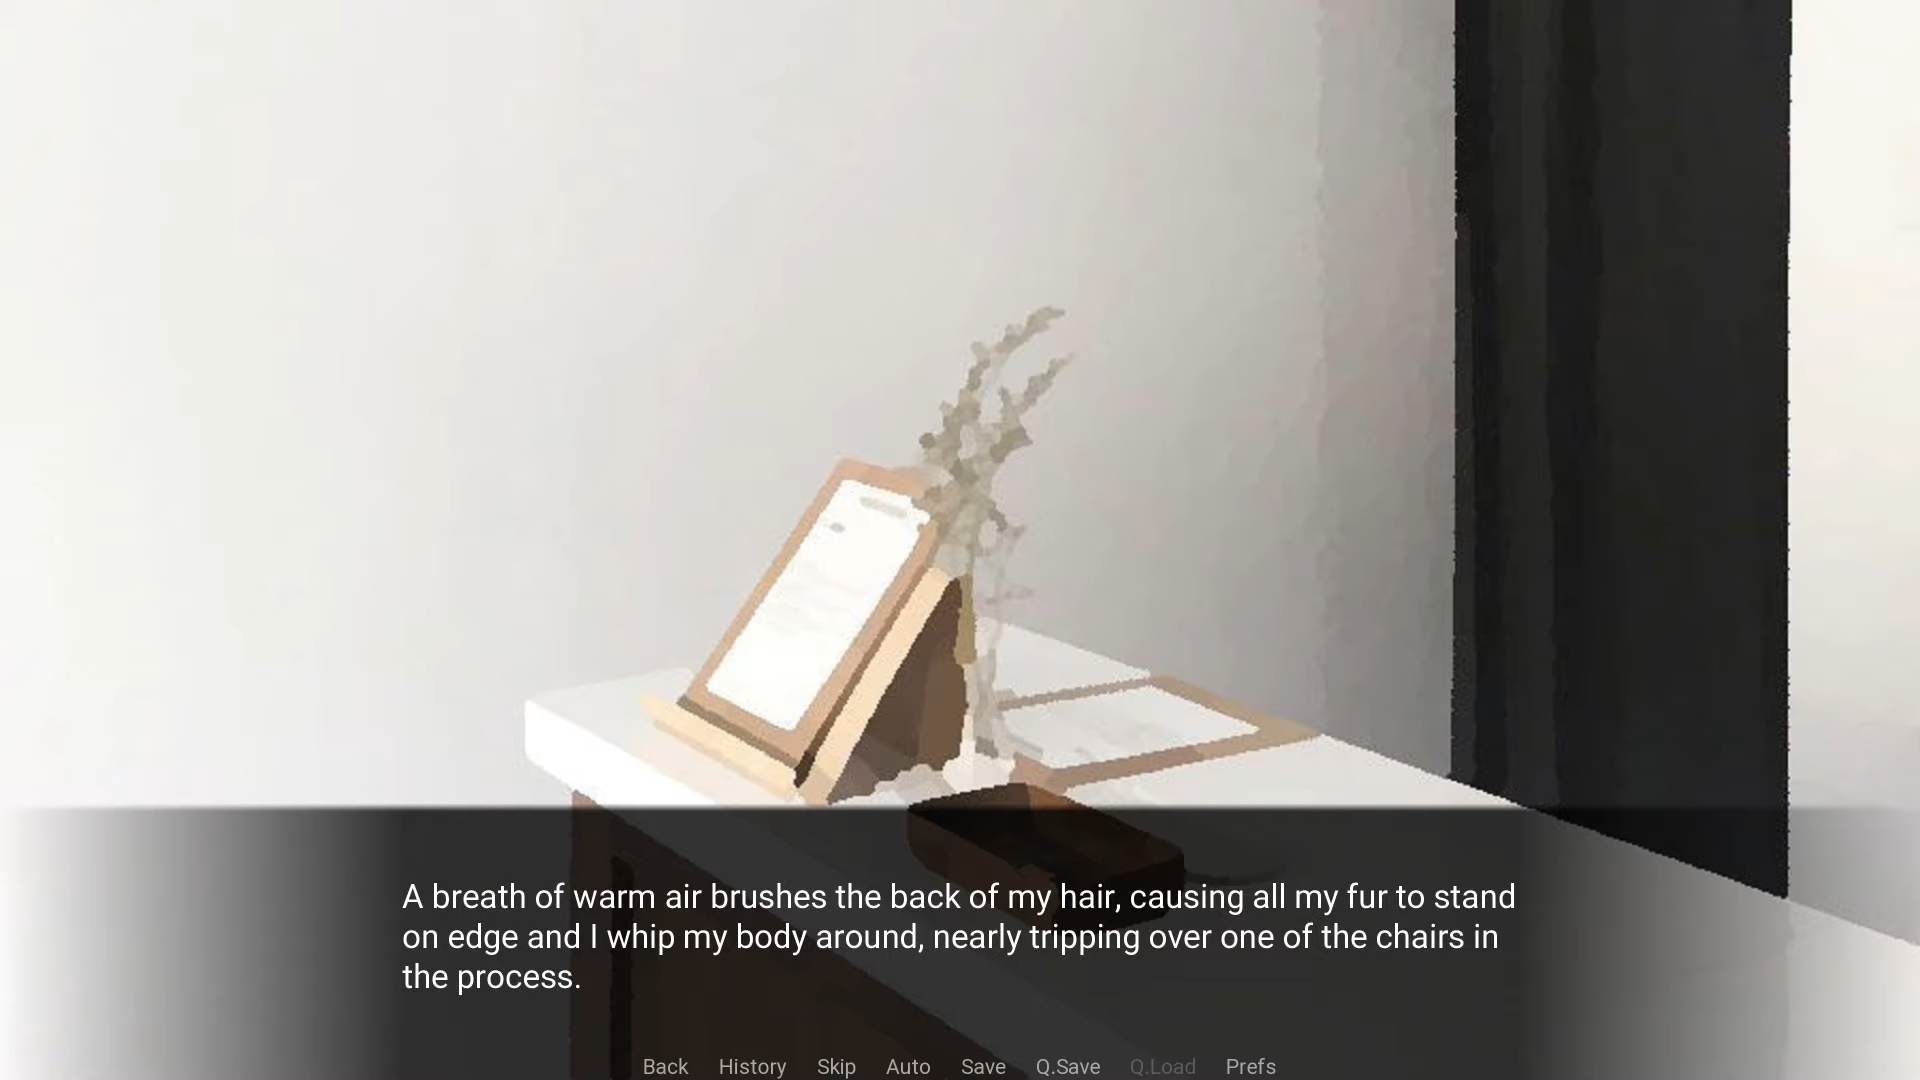 A breath of warm air brushes the back of my hair, causing all my fur to stand
on edge and I whip my body around, nearly tripping over one of the chairs in
the process.
Back History Skip Auto Save Q.Save Q.Load Prefs